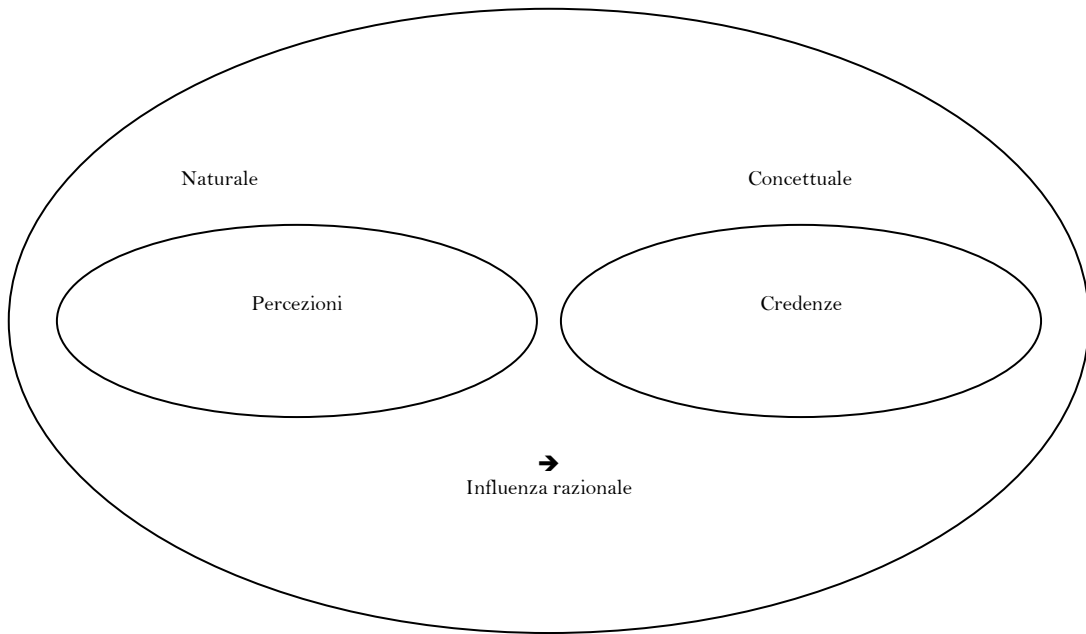 Naturale
Concettuale
Percezioni
Credenze
➔
Influenza razionale